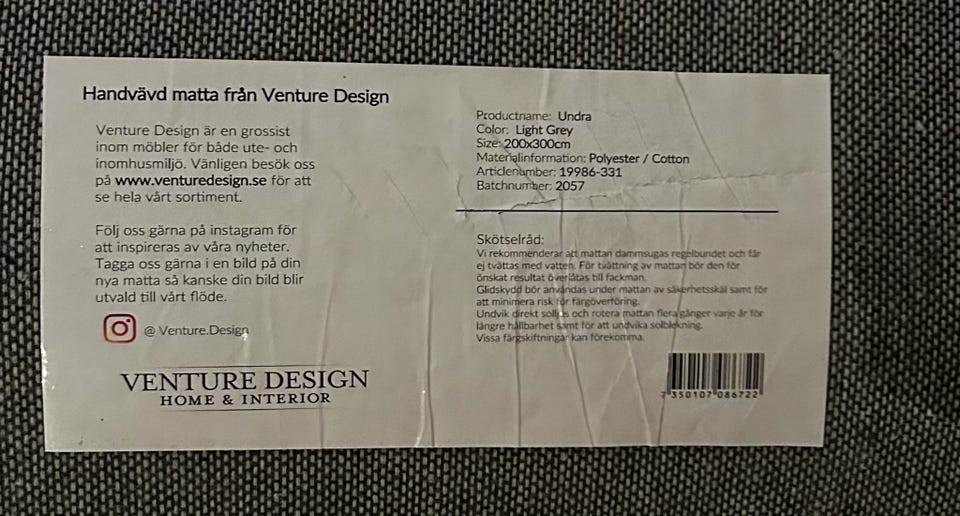 Handvävd matta från Venture Design
Venture Design är en grossist
inom möbler för både ute- och
inomhusmiljö. Vänligen besök oss
på www.venturedesign.se för att
se hela vårt sortiment.
Följ oss gärna på instagram för
att inspireras av våra nyheter.
Tagga oss gärna i en bild på din
nya matta så kanske din bild blir
utvald till vårt flöde.
@ Venture.Design
VENTURE DESIGN
HOME & INTERIOR
Productname: Undra
Color: Light Grey
Size: 200x300cm
Materialinformation: Polyester / Cotton
Articlenumber: 19986-331
Batchnumber: 2057
Skötselråd:
Vi rekommenderar att mattan dammsugas regelbundet och får
ej tvättas med vatten. För tvättning av mattan bör den för
önskat resultat överlåtas till fackman.
Glidskydd bör användas under mattan av säkerhetsskäl samt för
att minimera risk för färgöverföring.
Undvik direkt solljus och rotera mattan flera gånger varje år för
längre hållbarhet samt för att undvika solblekning.
Vissa färgskiftningar kan förekomma.
7 350107 086722